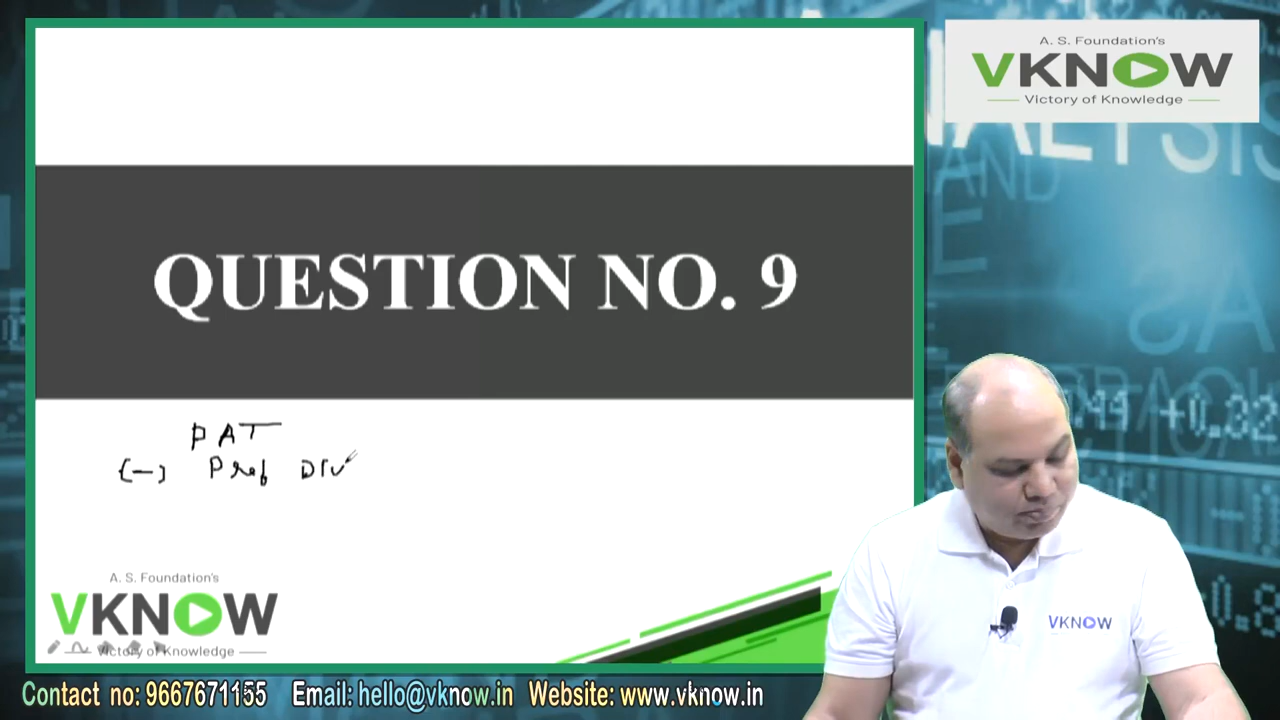 A. S. Foundation's
VKNOW
Victory of Knowledge
QUESTION NO. 9
PAT
(-) Pref Div
A. S. Foundation's
VKNOW
Victory of Knowledge
VKNOW
Contact no: 9667671155 Email: hello@vknow.in Website: www.vknow.in